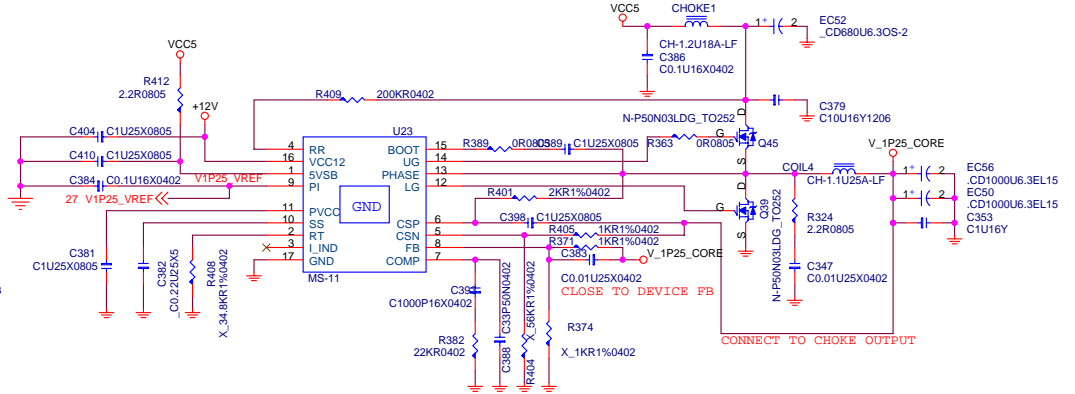 VCC5
CHOKE1
CH-1.2U18A-LF
C386
C0.1U16X0402
1 + 2
EC52
_CD680U6.3OS-2
VCC5
R412
2.2R0805
+12V
R409
200KR0402
C379
C10U16Y1206
N-P50N03LDG_TO252
D
G
S
Q45
C404
C1U25X0805
C410
C1U25X0805
C384
C0.1U16X0402
V1P25_VREF
27 V1P25_VREF
U23
4 RR
16 VCC12
1 5VSB
9 PI
11 PVCC
10 SS
2 RT
3 I_IND
17 GND
BOOT 15
UG 14
PHASE 13
LG 12
CSP 6
CSN 5
FB 8
COMP 7
GND
MS-11
R389
0R0805
C389
C1U25X0805
R363
0R0805
R401
2KR1%0402
C398
C1U25X0805
R405
1KR1%0402
R371
1KR1%0402
C383
C0.01U25X0402
V_1P25_CORE
CLOSE TO DEVICE FB
D
G
S
Q39
N-P50N03LDG_TO252
COIL4
CH-1.1U25A-LF
V_1P25_CORE
R324
2.2R0805
C347
C0.01U25X0402
1 + 2
EC56
.CD1000U6.3EL15
1 + 2
EC50
.CD1000U6.3EL15
C353
C1U16Y
CONNECT TO CHOKE OUTPUT
C381
C1U25X0805
C382
_C0.22U25X5
R408
X_34.8KR1%0402
C1000P16X0402
R382
22KR0402
C33P50N0402
C388
X_56KR1%0402
R404
R374
X_1KR1%0402